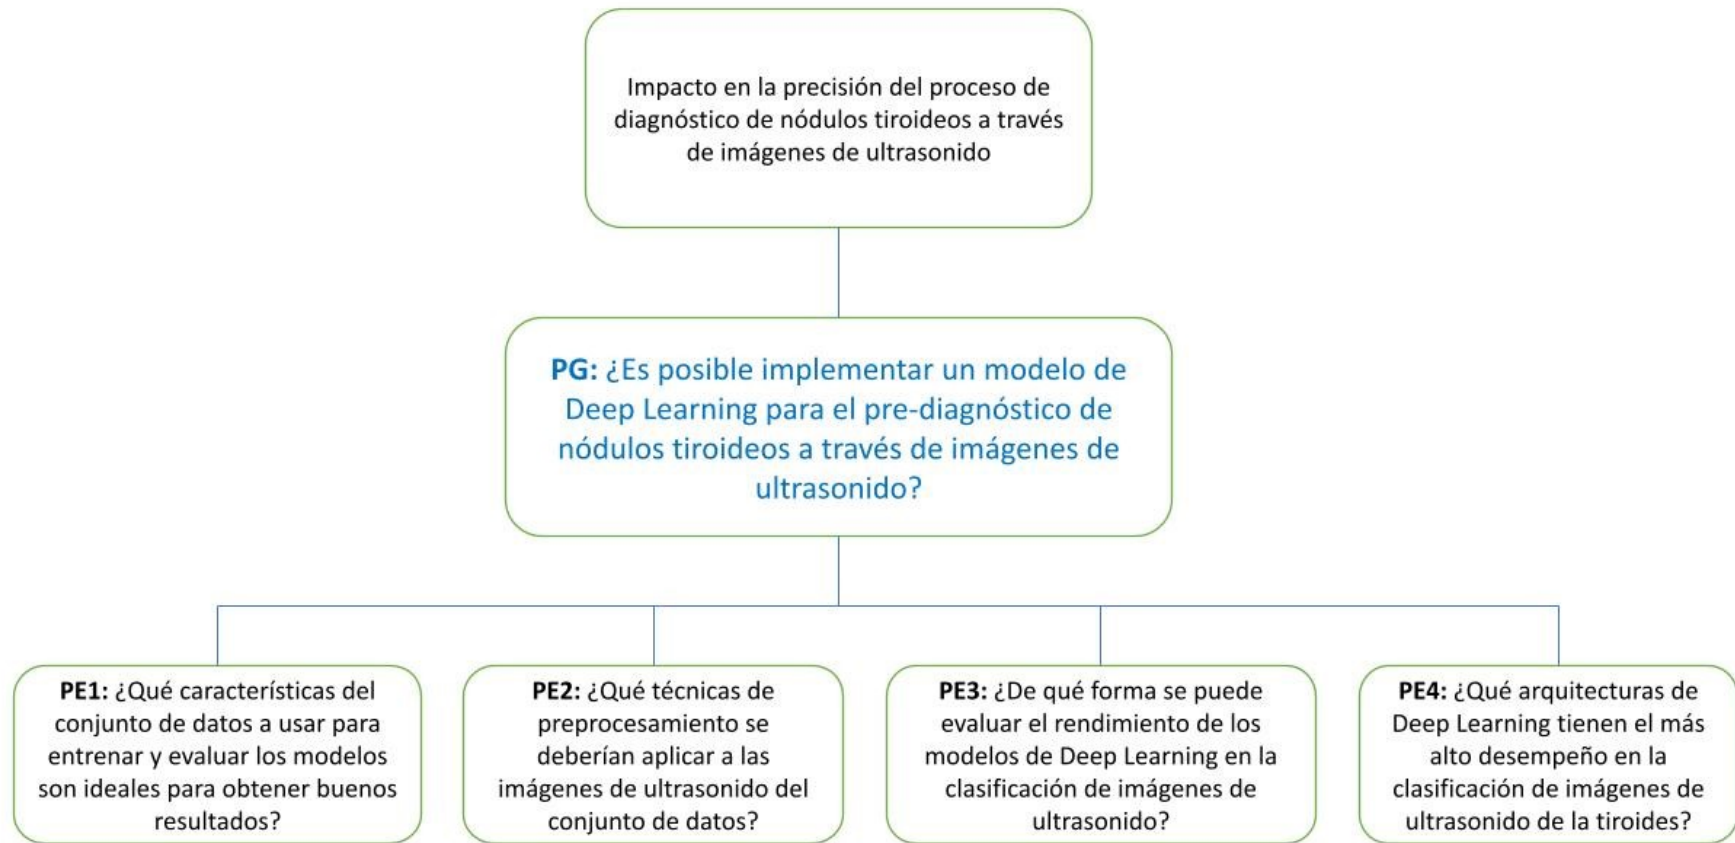 Impacto en la precisión del proceso de
diagnóstico de nódulos tiroideos a través
de imágenes de ultrasonido
PG: ¿Es posible implementar un modelo de
Deep Learning para el pre-diagnóstico de
nódulos tiroideos a través de imágenes de
ultrasonido?
PE1: ¿Qué características del
conjunto de datos a usar para
entrenar y evaluar los modelos
son ideales para obtener buenos
resultados?
PE2: ¿Qué técnicas de
preprocesamiento se
deberían aplicar a las
imágenes de ultrasonido del
conjunto de datos?
PE3: ¿De qué forma se puede
evaluar el rendimiento de los
modelos de Deep Learning en la
clasificación de imágenes de
ultrasonido?
PE4: ¿Qué arquitecturas de
Deep Learning tienen el más
alto desempeño en la
clasificación de imágenes de
ultrasonido de la tiroides?